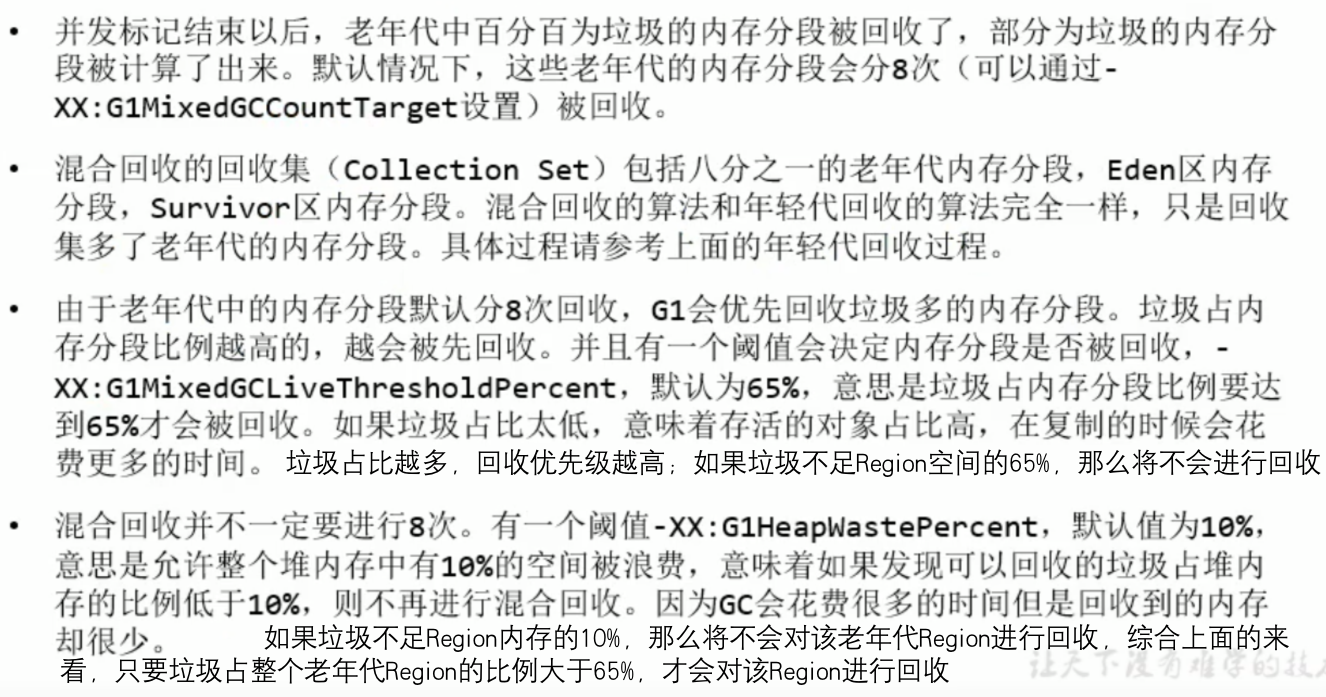 • 并发标记结束以后，老年代中百分百为垃圾的内存分段被回收了，部分为垃圾的内存分
段被计算了出来。默认情况下，这些老年代的内存分段会分8次（可以通过-
XX:G1MixedGCCountTarget设置）被回收。
• 混合回收的回收集（Collection Set）包括八分之一的老年代内存分段，Eden区内存
分段，Survivor区内存分段。混合回收的算法和年轻代回收的算法完全一样，只是回收
集多了老年代的内存分段。具体过程请参考上面的年轻代回收过程。
• 由于老年代中的内存分段默认分8次回收，G1会优先回收垃圾多的内存分段。垃圾占内
存分段比例越高的，越会被先回收。并且有一个阈值会决定内存分段是否被回收，-
XX:G1MixedGCLiveThresholdPercent，默认为65%，意思是垃圾占内存分段比例要达
到65%才会被回收。如果垃圾占比太低，意味着存活的对象占比高，在复制的时候会花
费更多的时间。 垃圾占比越多，回收优先级越高；如果垃圾不足Region空间的65%，那么将不会进行回收
• 混合回收并不一定要进行8次。有一个阈值-XX:G1HeapWastePercent，默认值为10%，
意思是允许整个堆内存中有10%的空间被浪费，意味着如果发现可以回收的垃圾占堆内
存的比例低于10%，则不再进行混合回收。因为GC会花费很多的时间但是回收到的内存
却很少。 如果垃圾不足Region内存的10%，那么将不会对该老年代Region进行回收，综合上面的来
看，只要垃圾占整个老年代Region的比例大于65%，才会对该Region进行回收
让天下没有难学的技